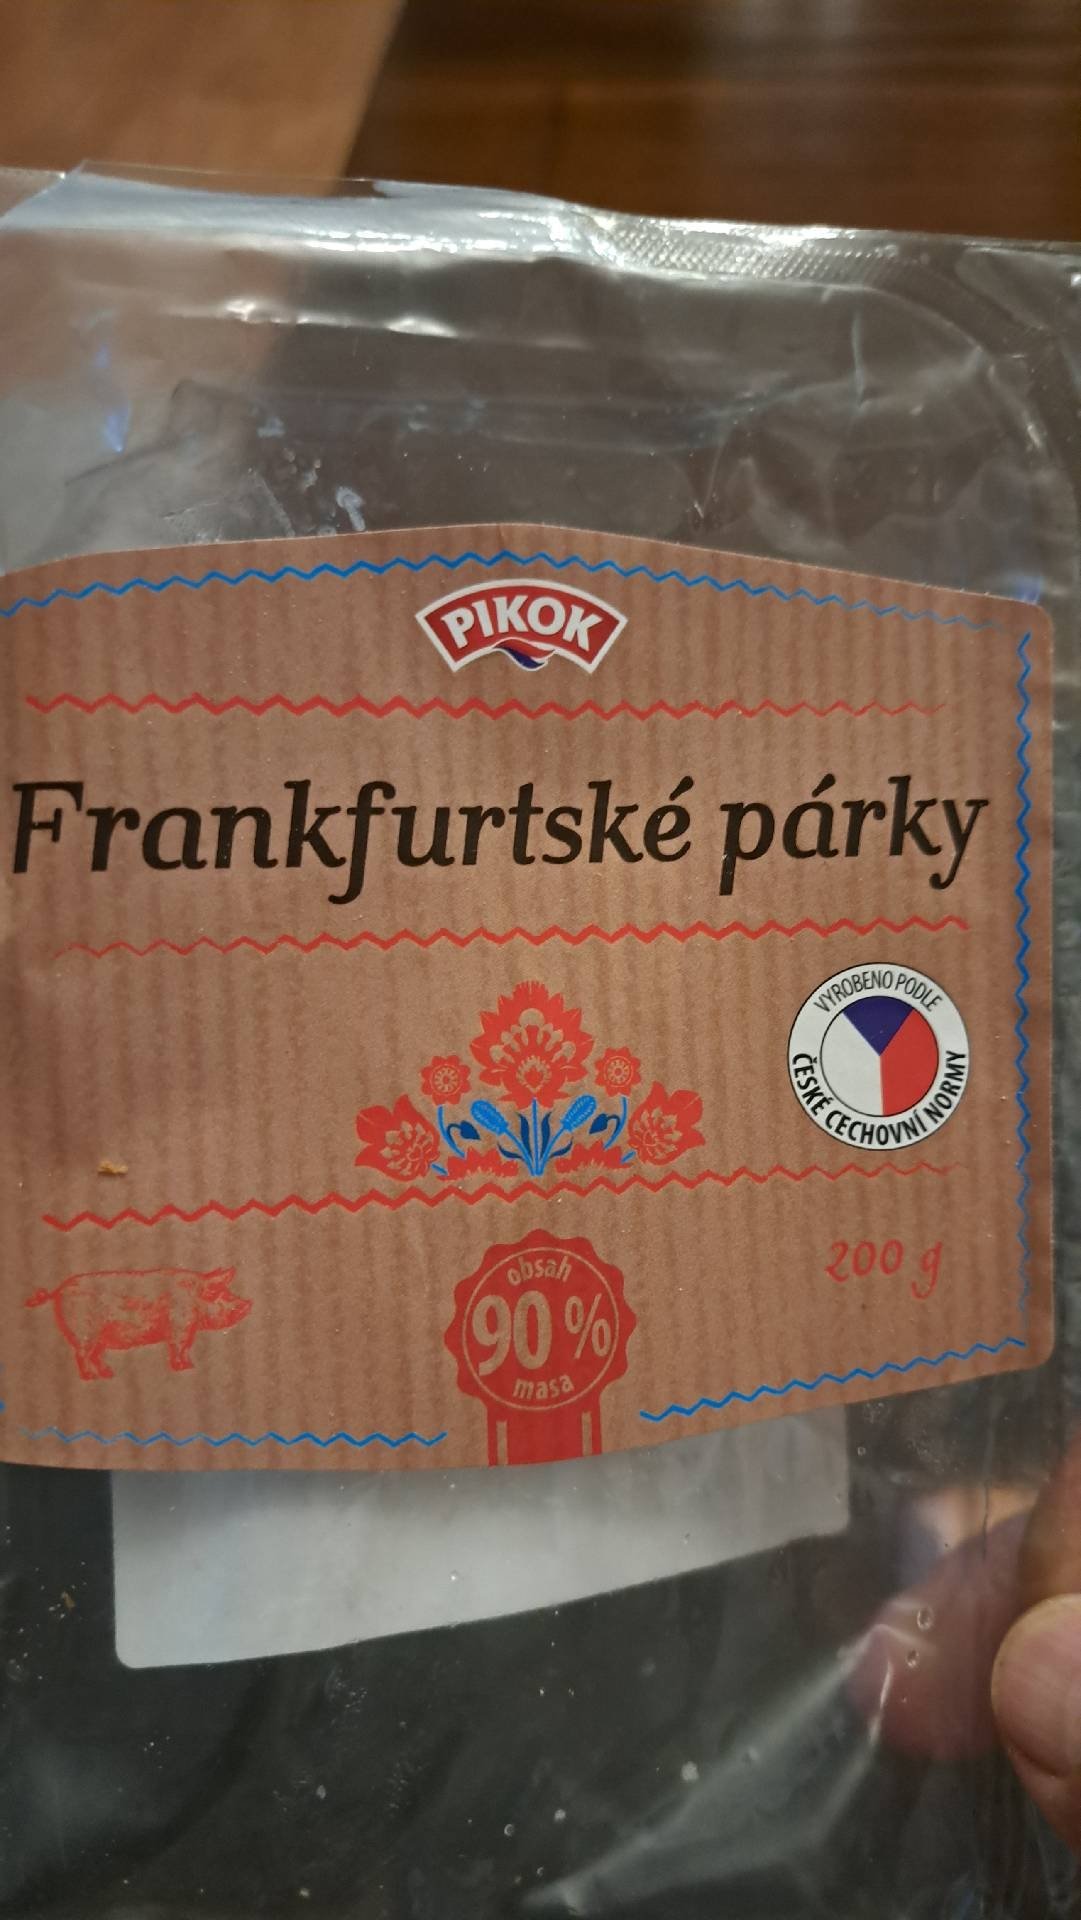 PIKOK
Frankfurtské párky
VYROBENO PODLE
ČESKÉ CECHOVNÍ NORMY
200 g
obsah
90 %
masa